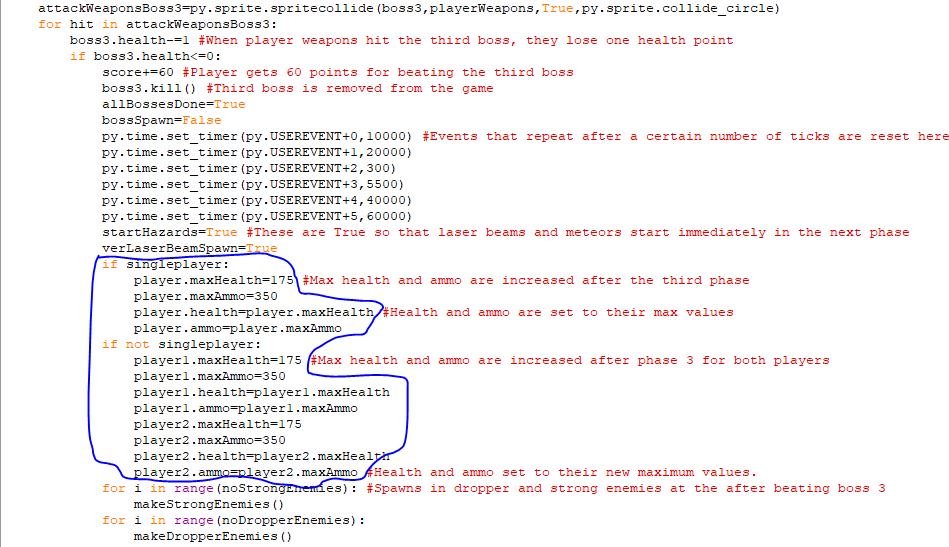 attackWeaponsBoss3=py.sprite.spritecollide(boss3,playerWeapons,True,py.sprite.collide_circle)
for hit in attackWeaponsBoss3:
    boss3.health-=1 #When player weapons hit the third boss, they lose one health point
    if boss3.health<=0:
        score+=60 #Player gets 60 points for beating the third boss
        boss3.kill() #Third boss is removed from the game
        allBossesDone=True
        bossSpawn=False
        py.time.set_timer(py.USEREVENT+0,10000) #Events that repeat after a certain number of ticks are reset here
        py.time.set_timer(py.USEREVENT+1,20000)
        py.time.set_timer(py.USEREVENT+2,300)
        py.time.set_timer(py.USEREVENT+3,5500)
        py.time.set_timer(py.USEREVENT+4,40000)
        py.time.set_timer(py.USEREVENT+5,60000)
        startHazards=True #These are True so that laser beams and meteors start immediately in the next phase
        verLaserBeamSpawn=True
        if singleplayer:
            player.maxHealth=175 #Max health and ammo are increased after the third phase
            player.maxAmmo=350
            player.health=player.maxHealth #Health and ammo are set to their max values
            player.ammo=player.maxAmmo
        if not singleplayer:
            player1.maxHealth=175 #Max health and ammo are increased after phase 3 for both players
            player1.maxAmmo=350
            player1.health=player1.maxHealth
            player1.ammo=player1.maxAmmo
            player2.maxHealth=175
            player2.maxAmmo=350
            player2.health=player2.maxHealth
            player2.ammo=player2.maxAmmo #Health and ammo set to their new maximum values.
        for i in range(noStrongEnemies): #Spawns in dropper and strong enemies at the after beating boss 3
            makeStrongEnemies()
        for i in range(noDropperEnemies):
            makeDropperEnemies()